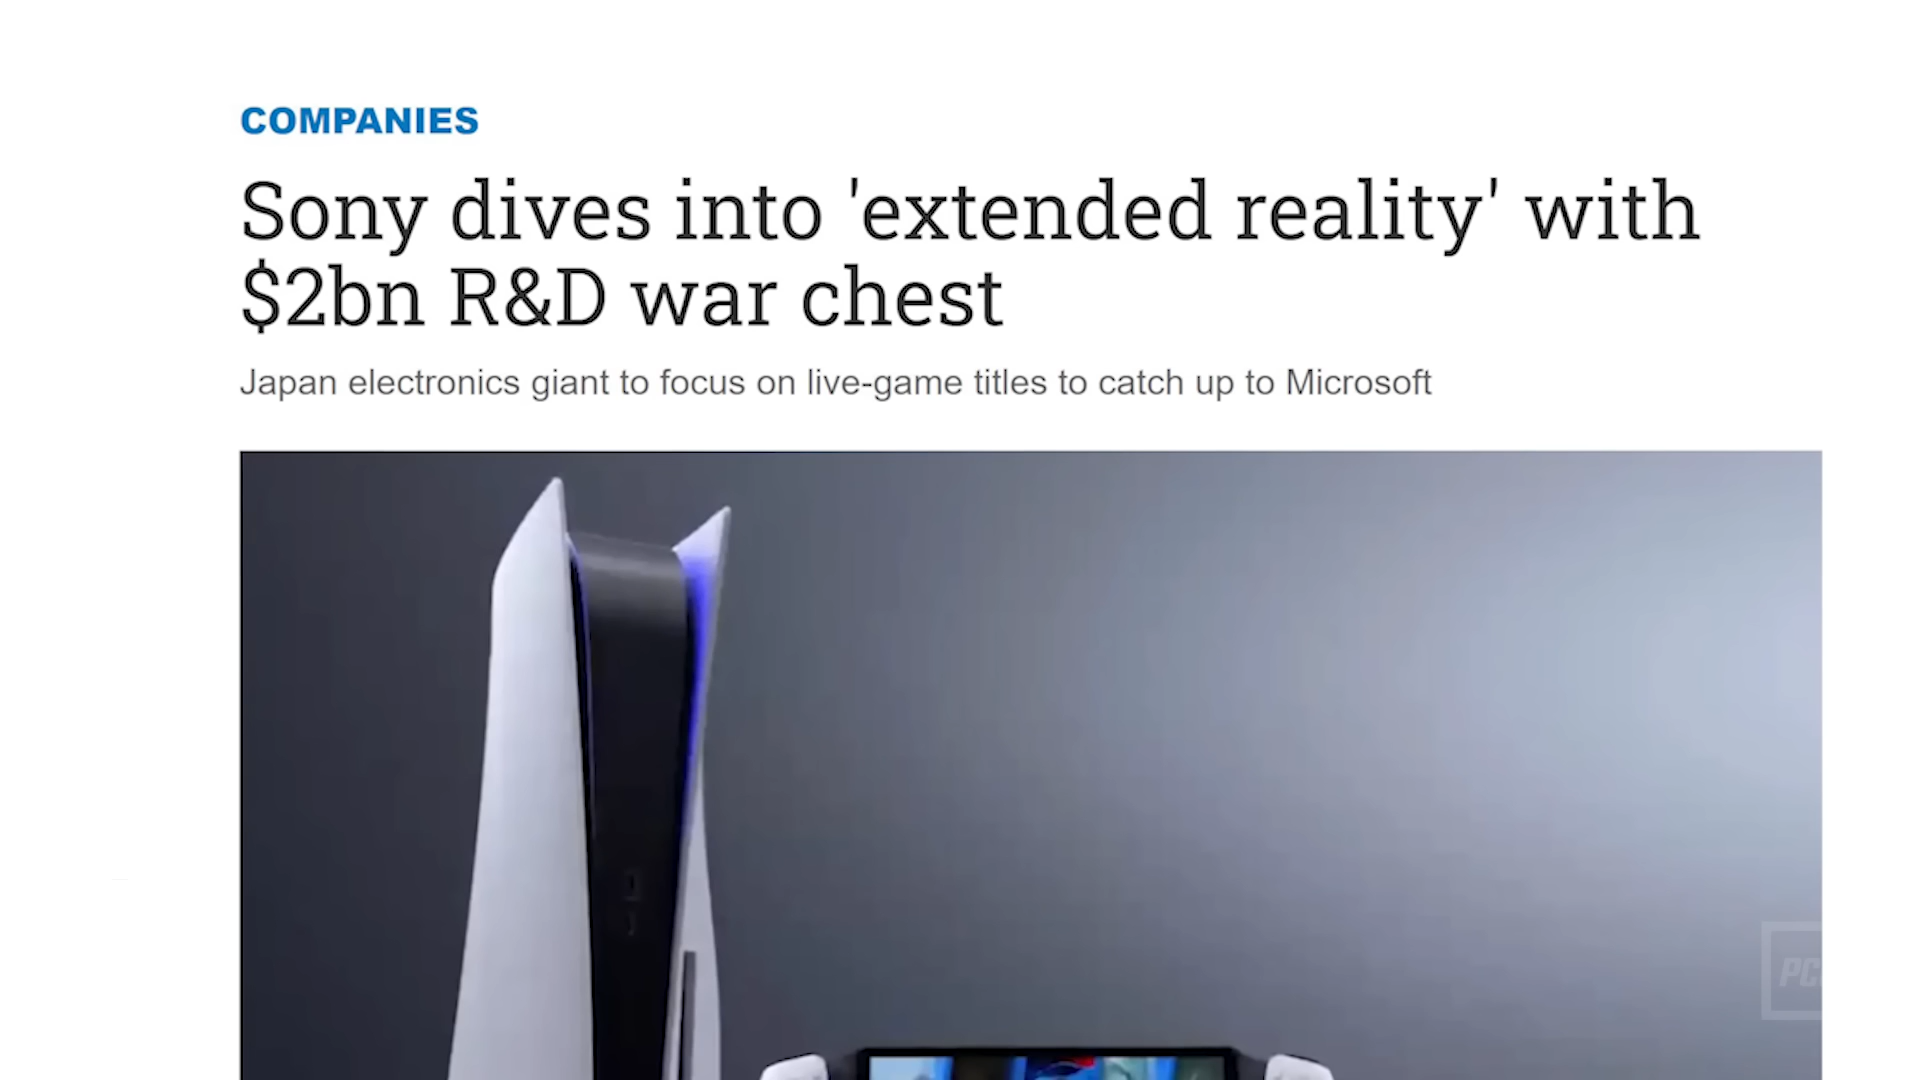 COMPANIES
Sony dives into 'extended reality' with
$2bn R&D war chest
Japan electronics giant to focus on live-game titles to catch up to Microsoft
PC